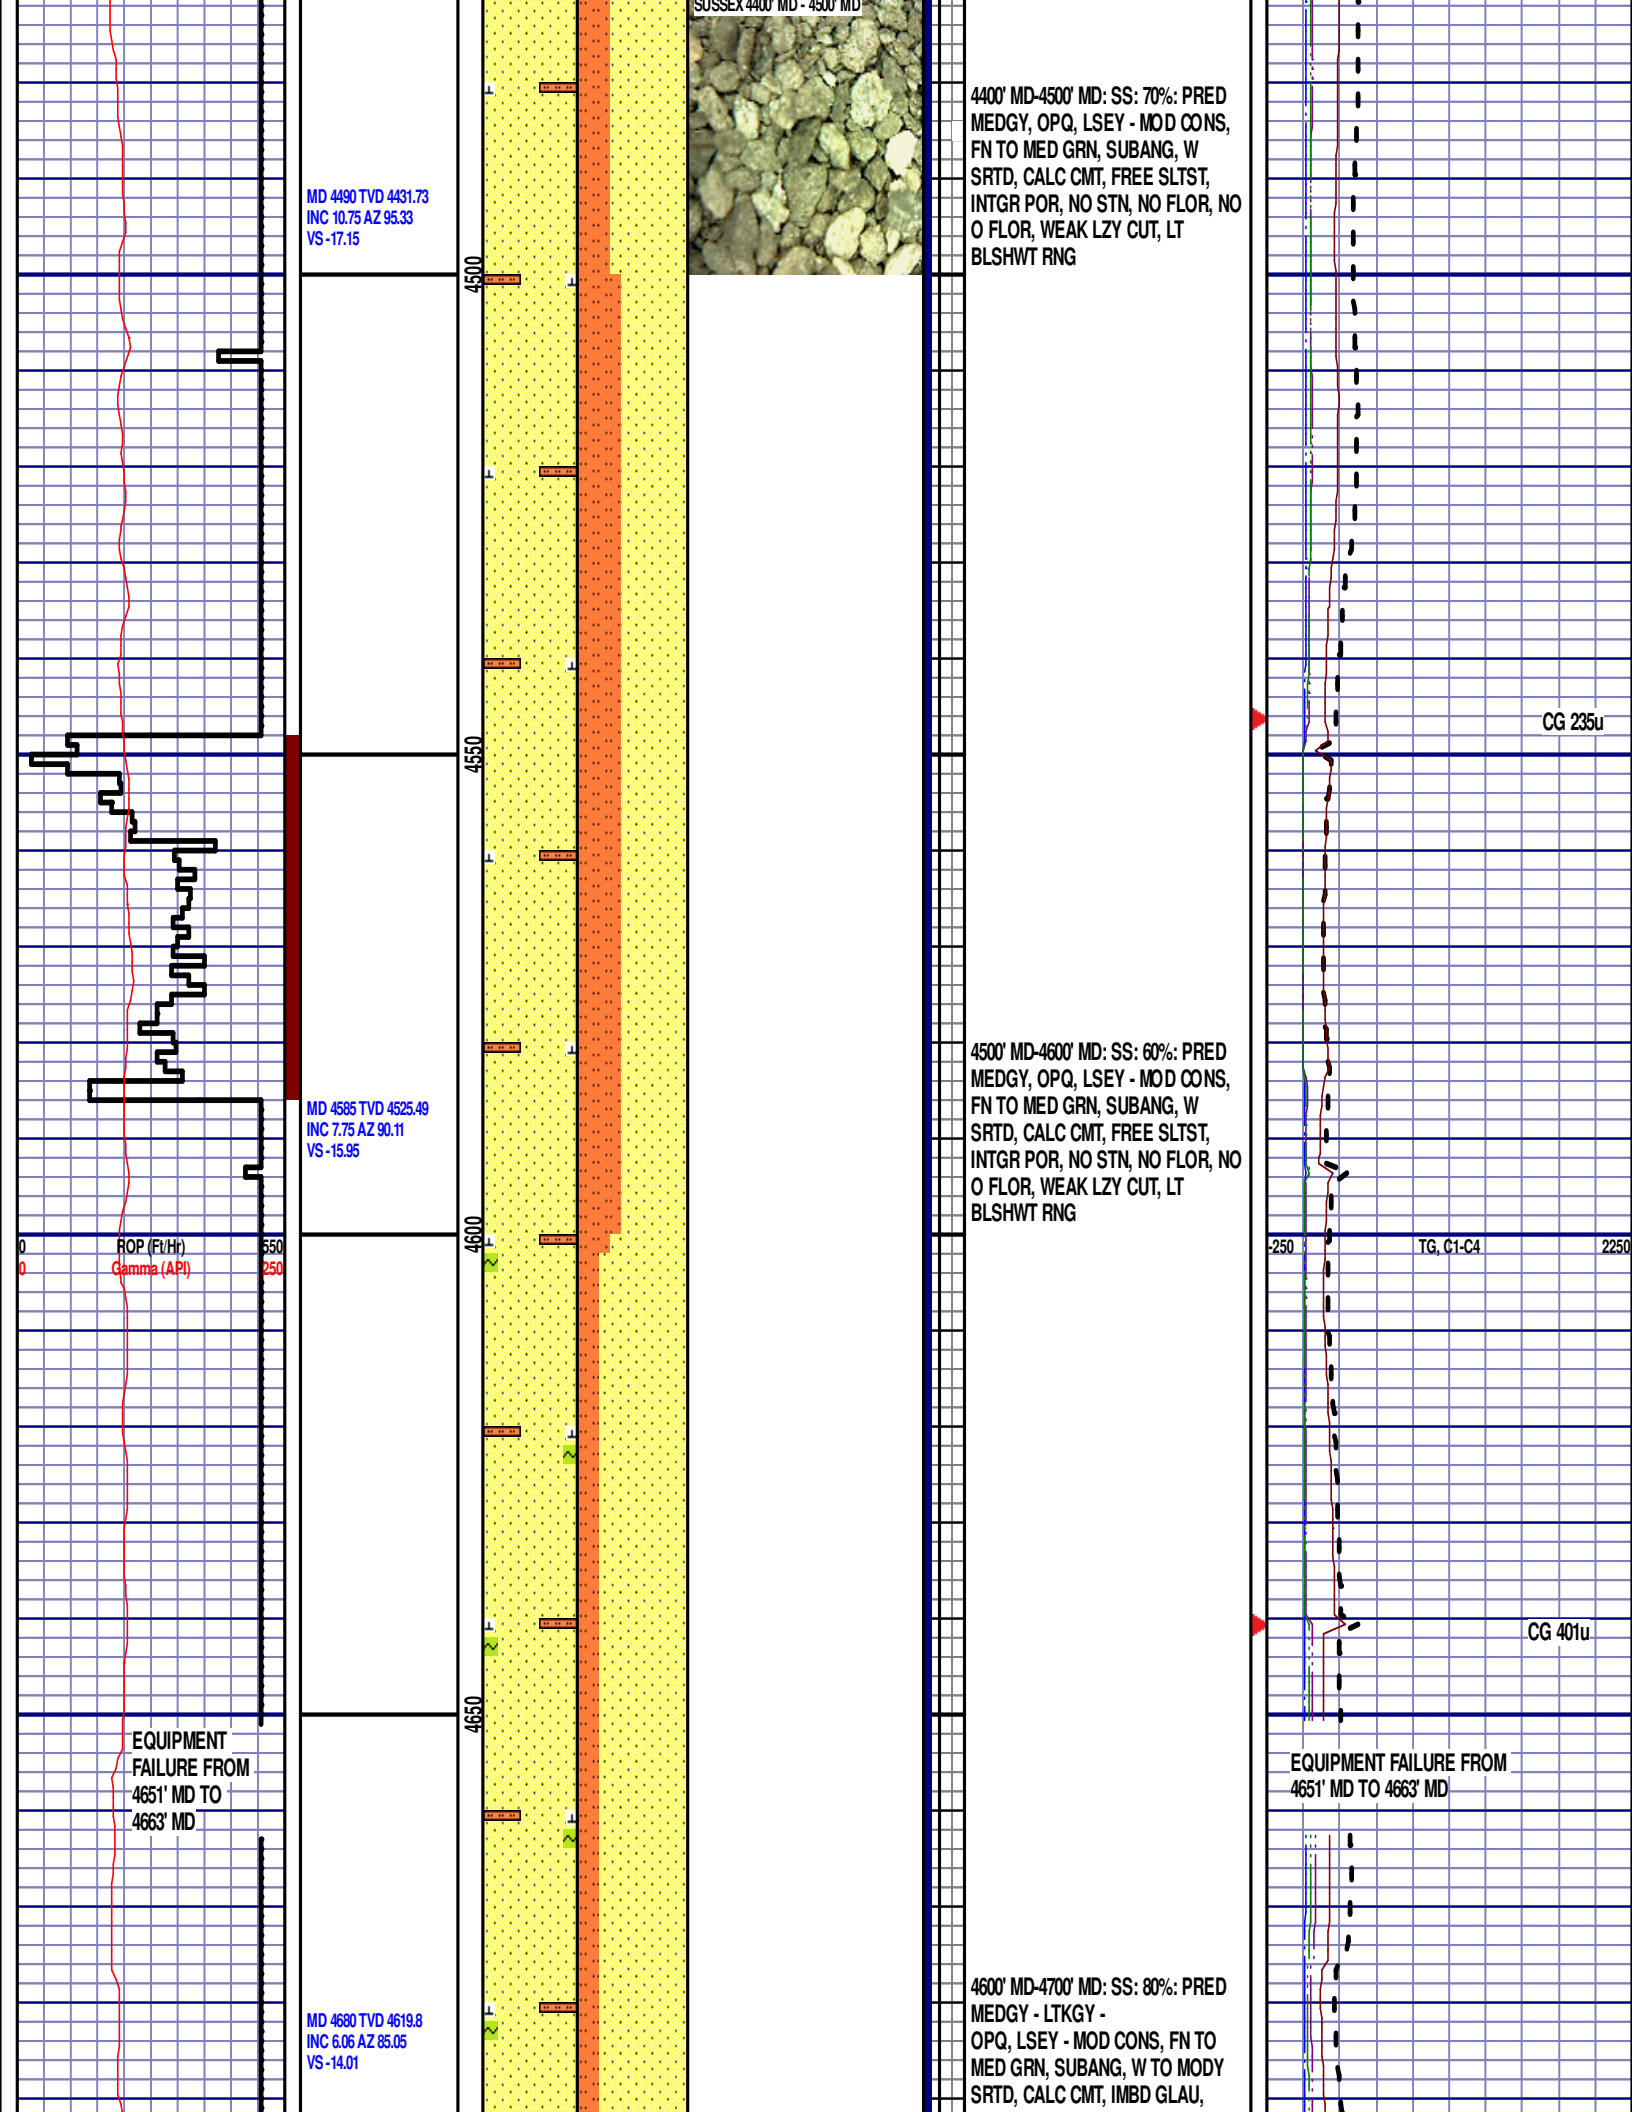 SUSSEX 4400' MD - 4500' MD
4400' MD-4500' MD: SS: 70%: PRED
MEDGY, OPQ, LSEY - MOD CONS,
FN TO MED GRN, SUBANG, W
SRTD, CALC CMT, FREE SLTST,
INTGR POR, NO STN, NO FLOR, NO
O FLOR, WEAK LZY CUT, LT
BLSHWT RNG
MD 4490 TVD 4431.73
INC 10.75 AZ 95.33
VS -17.15
4500
CG 235u
4550
4500' MD-4600' MD: SS: 60%: PRED
MEDGY, OPQ, LSEY - MOD CONS,
FN TO MED GRN, SUBANG, W
SRTD, CALC CMT, FREE SLTST,
INTGR POR, NO STN, NO FLOR, NO
O FLOR, WEAK LZY CUT, LT
BLSHWT RNG
MD 4585 TVD 4525.49
INC 7.75 AZ 90.11
VS -15.95
4600
0 ROP (Ft/Hr) 550
0 Gamma (API) 250
-250 TG, C1-C4 2250
CG 401u
4650
EQUIPMENT
FAILURE FROM
4651' MD TO
4663' MD
EQUIPMENT FAILURE FROM
4651' MD TO 4663' MD
4600' MD-4700' MD: SS: 80%: PRED
MEDGY - LTKGY -
OPQ, LSEY - MOD CONS, FN TO
MED GRN, SUBANG, W TO MODY
SRTD, CALC CMT, IMBD GLAU,
MD 4680 TVD 4619.8
INC 6.06 AZ 85.05
VS -14.01